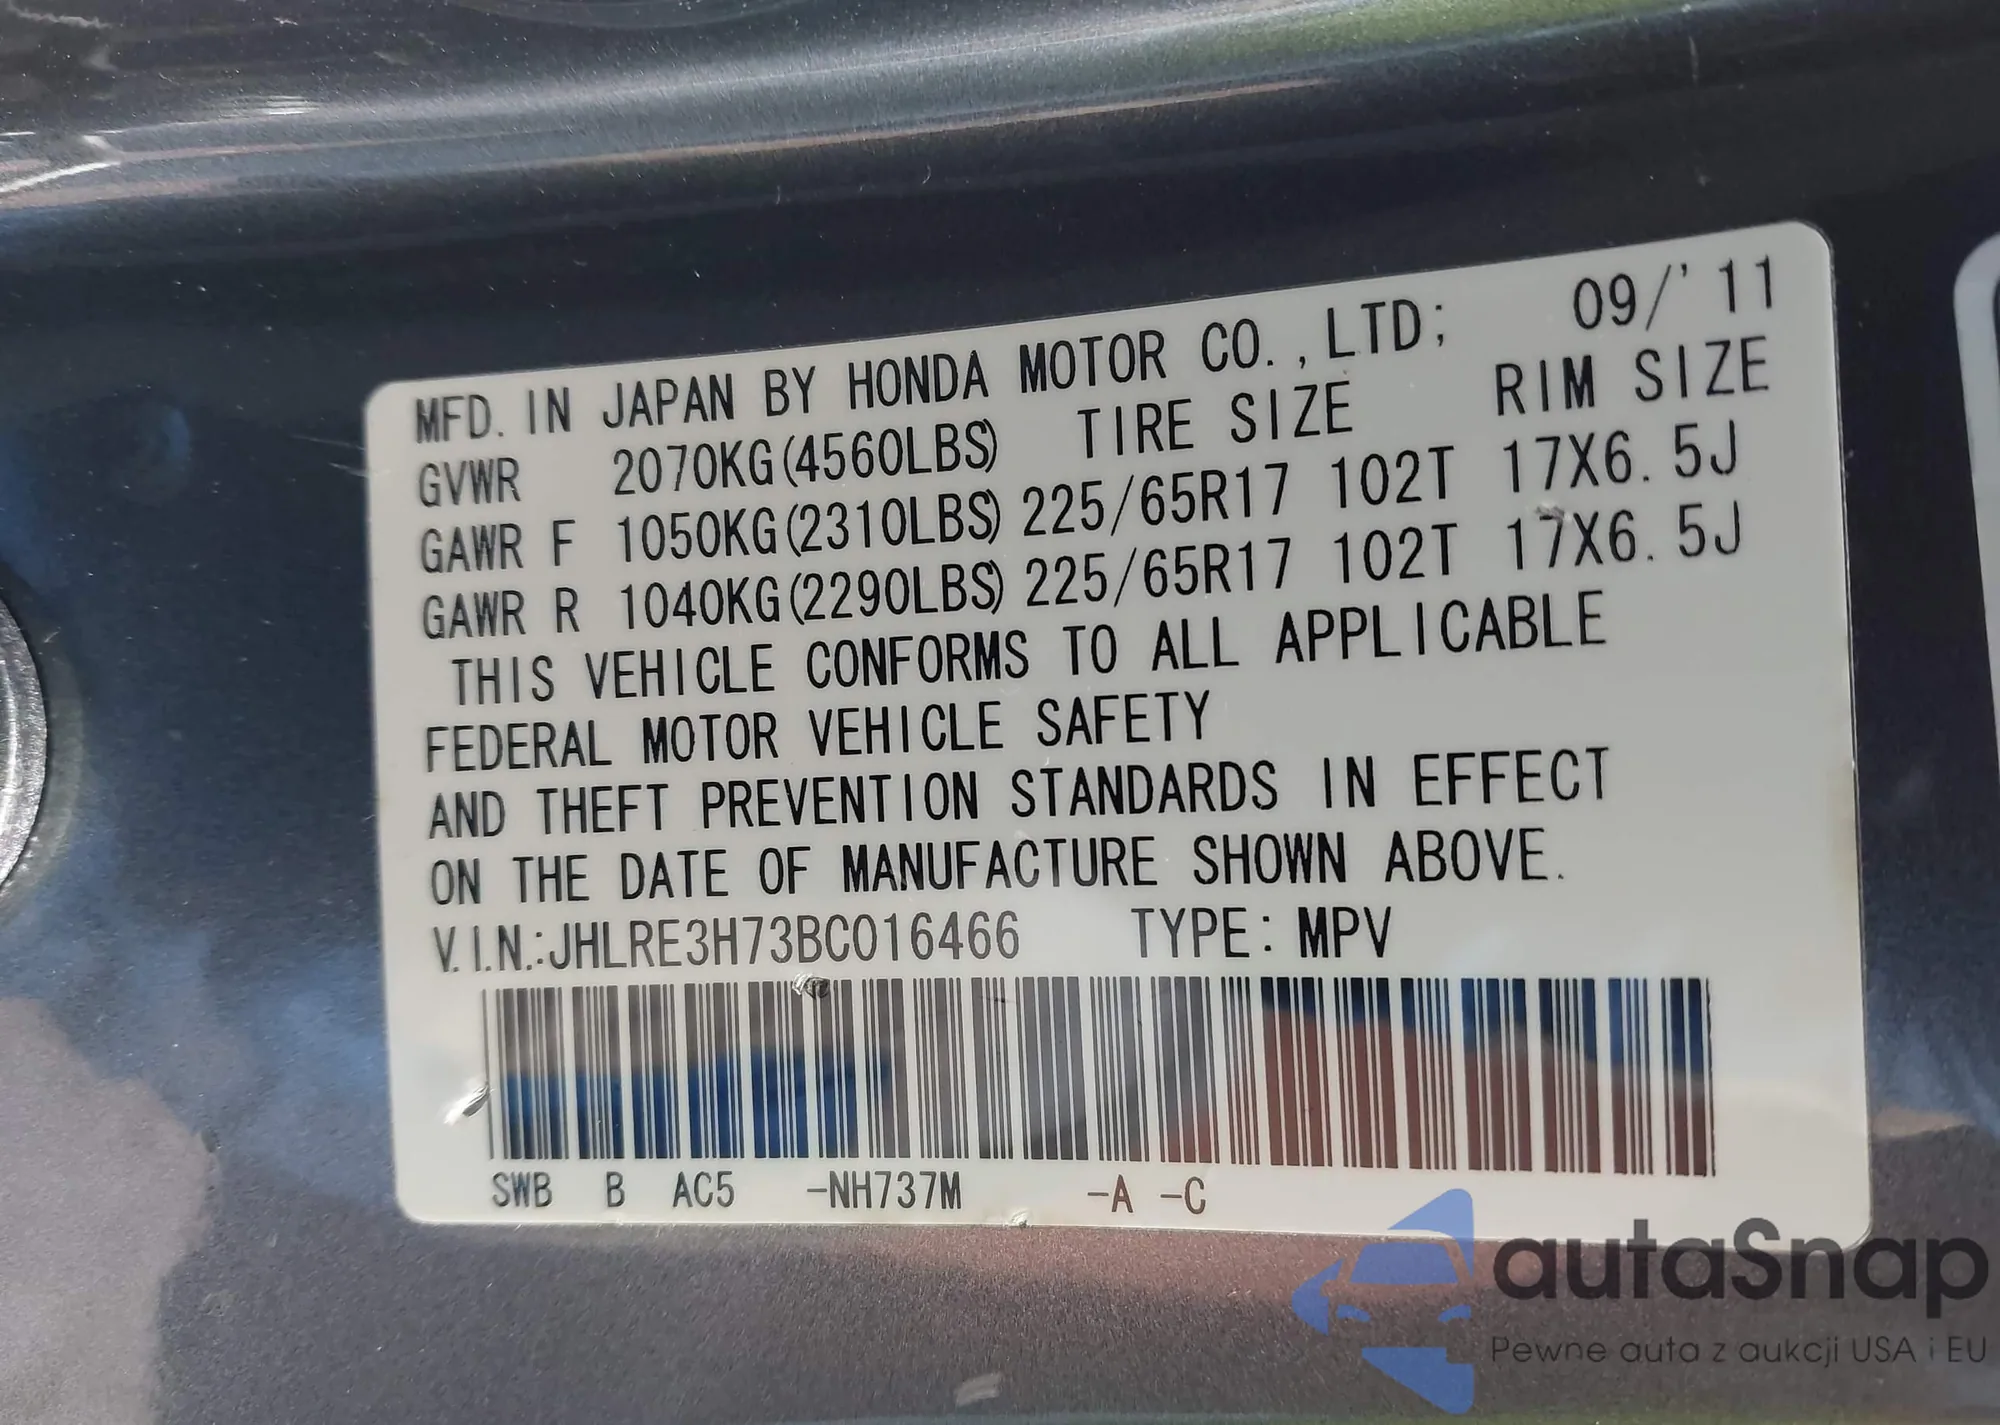 MFD. IN JAPAN BY HONDA MOTOR CO.,LTD; 09/'11
GVWR 2070KG(4560LBS) TIRE SIZE RIM SIZE
GAWR F 1050KG(2310LBS) 225/65R17 102T 17X6.5J
GAWR R 1040KG(2290LBS) 225/65R17 102T 17X6.5J
THIS VEHICLE CONFORMS TO ALL APPLICABLE
FEDERAL MOTOR VEHICLE SAFETY
AND THEFT PREVENTION STANDARDS IN EFFECT
ON THE DATE OF MANUFACTURE SHOWN ABOVE.
V.I.N.:JHLRE3H73BC016466 TYPE: MPV
SWB B AC5 -NH737M -A -C
autaSnap
Pewne auta z aukcji USA i EU